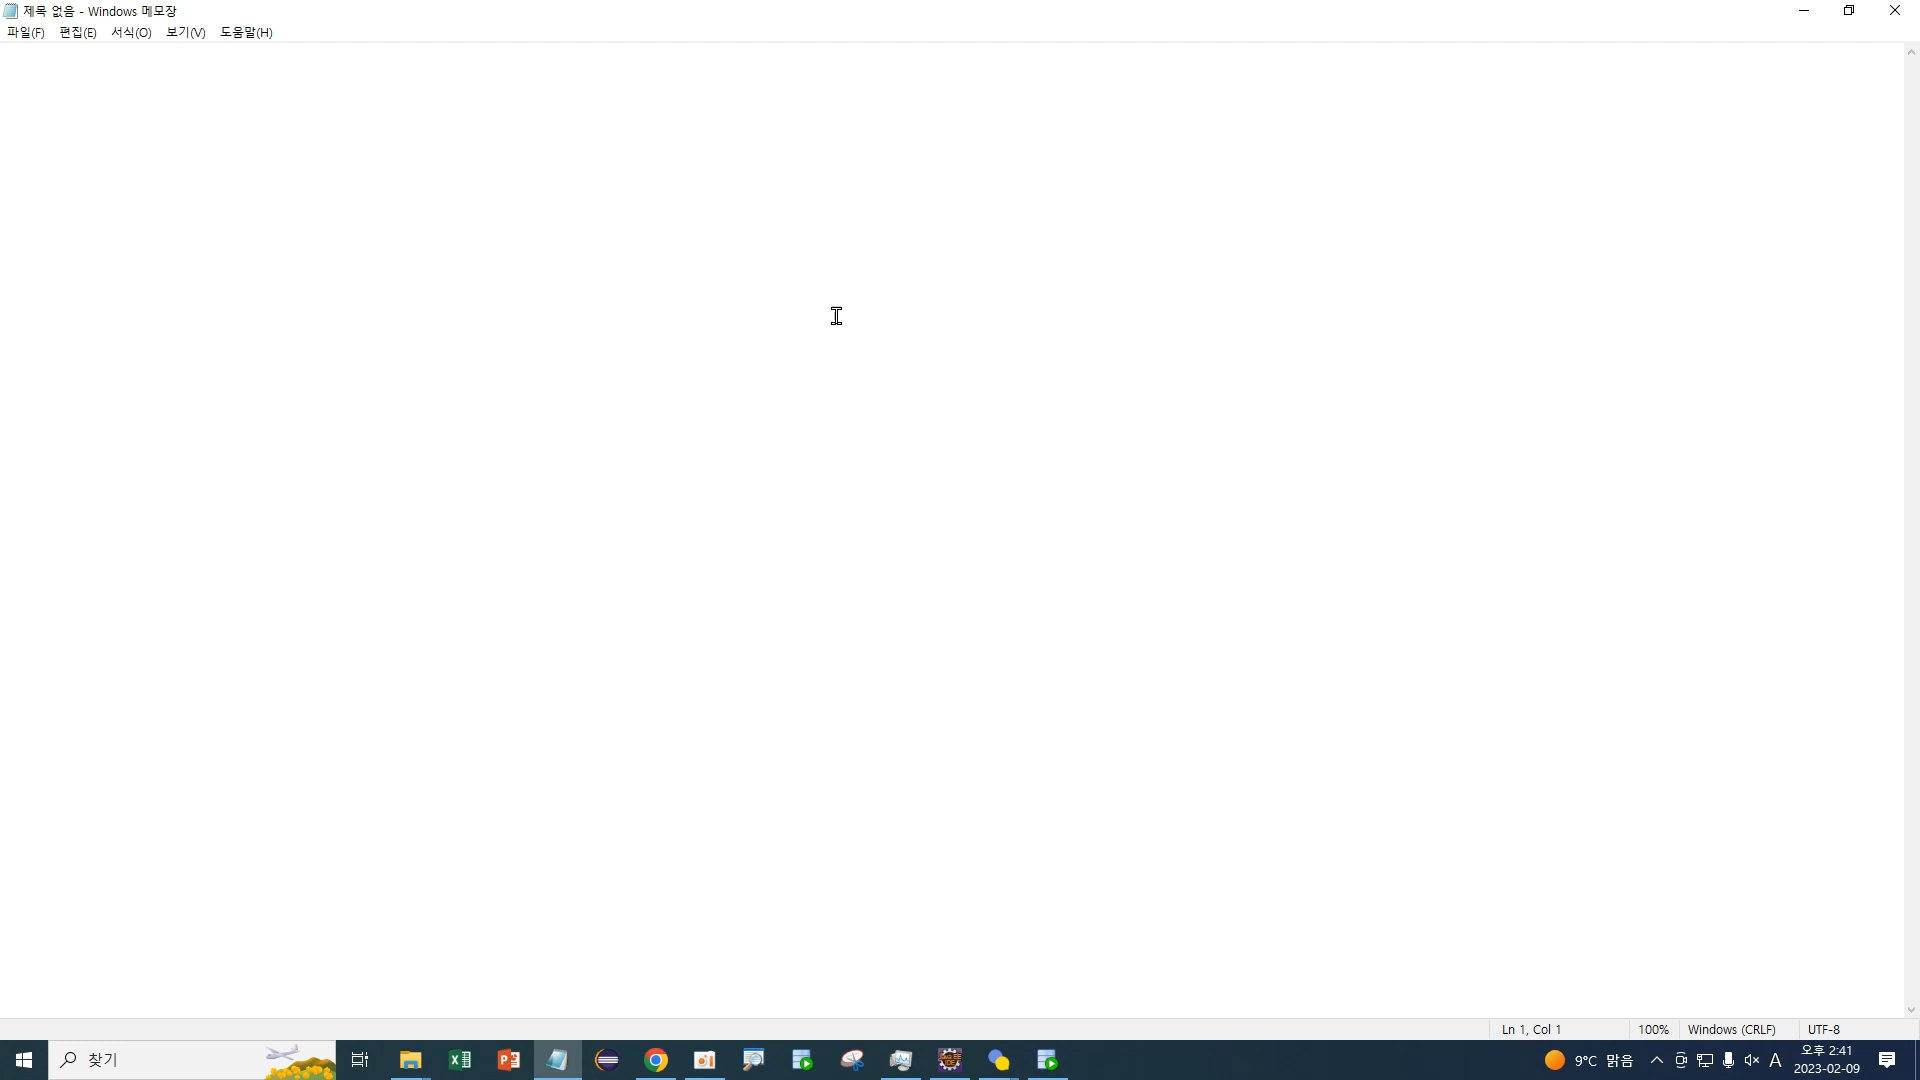 제목 없음 - Windows 메모장
파일(F) 편집(E) 서식(O) 보기(V) 도움말(H)
Ln 1, Col 1 100% Windows (CRLF) UTF-8
찾기 9°C 맑음 A 오후 2:41
2023-02-09